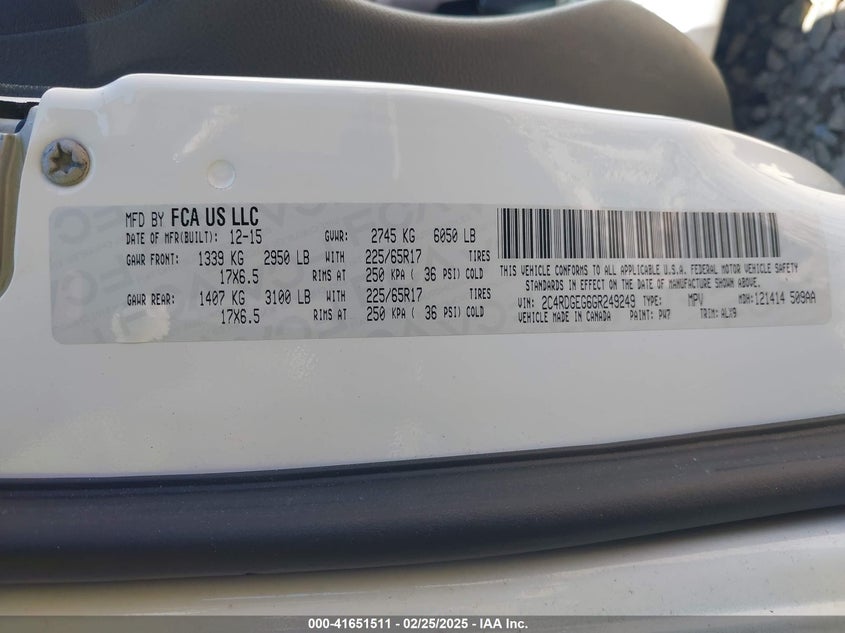 MFD BY FCA US LLC
DATE OF MFR(BUILT): 12-15 GVWR: 2745 KG 6050 LB
GAWR FRONT: 1339 KG 2950 LB WITH 225/65R17 TIRES
17X6.5 RIMS AT 250 KPA ( 36 PSI) COLD
GAWR REAR: 1407 KG 3100 LB WITH 225/65R17 TIRES
17X6.5 RIMS AT 250 KPA ( 36 PSI) COLD
THIS VEHICLE CONFORMS TO ALL APPLICABLE U.S.A. FEDERAL MOTOR VEHICLE SAFETY
STANDARDS IN EFFECT ON THE DATE OF MANUFACTURE SHOWN ABOVE.
VIN: 2C4RDGEG6GR249249 TYPE: MPV MDH: 121414 509AA
VEHICLE MADE IN CANADA PAINT: PW7 TRIM: ALX9
000-41651511 — 02/25/2025 — IAA Inc.